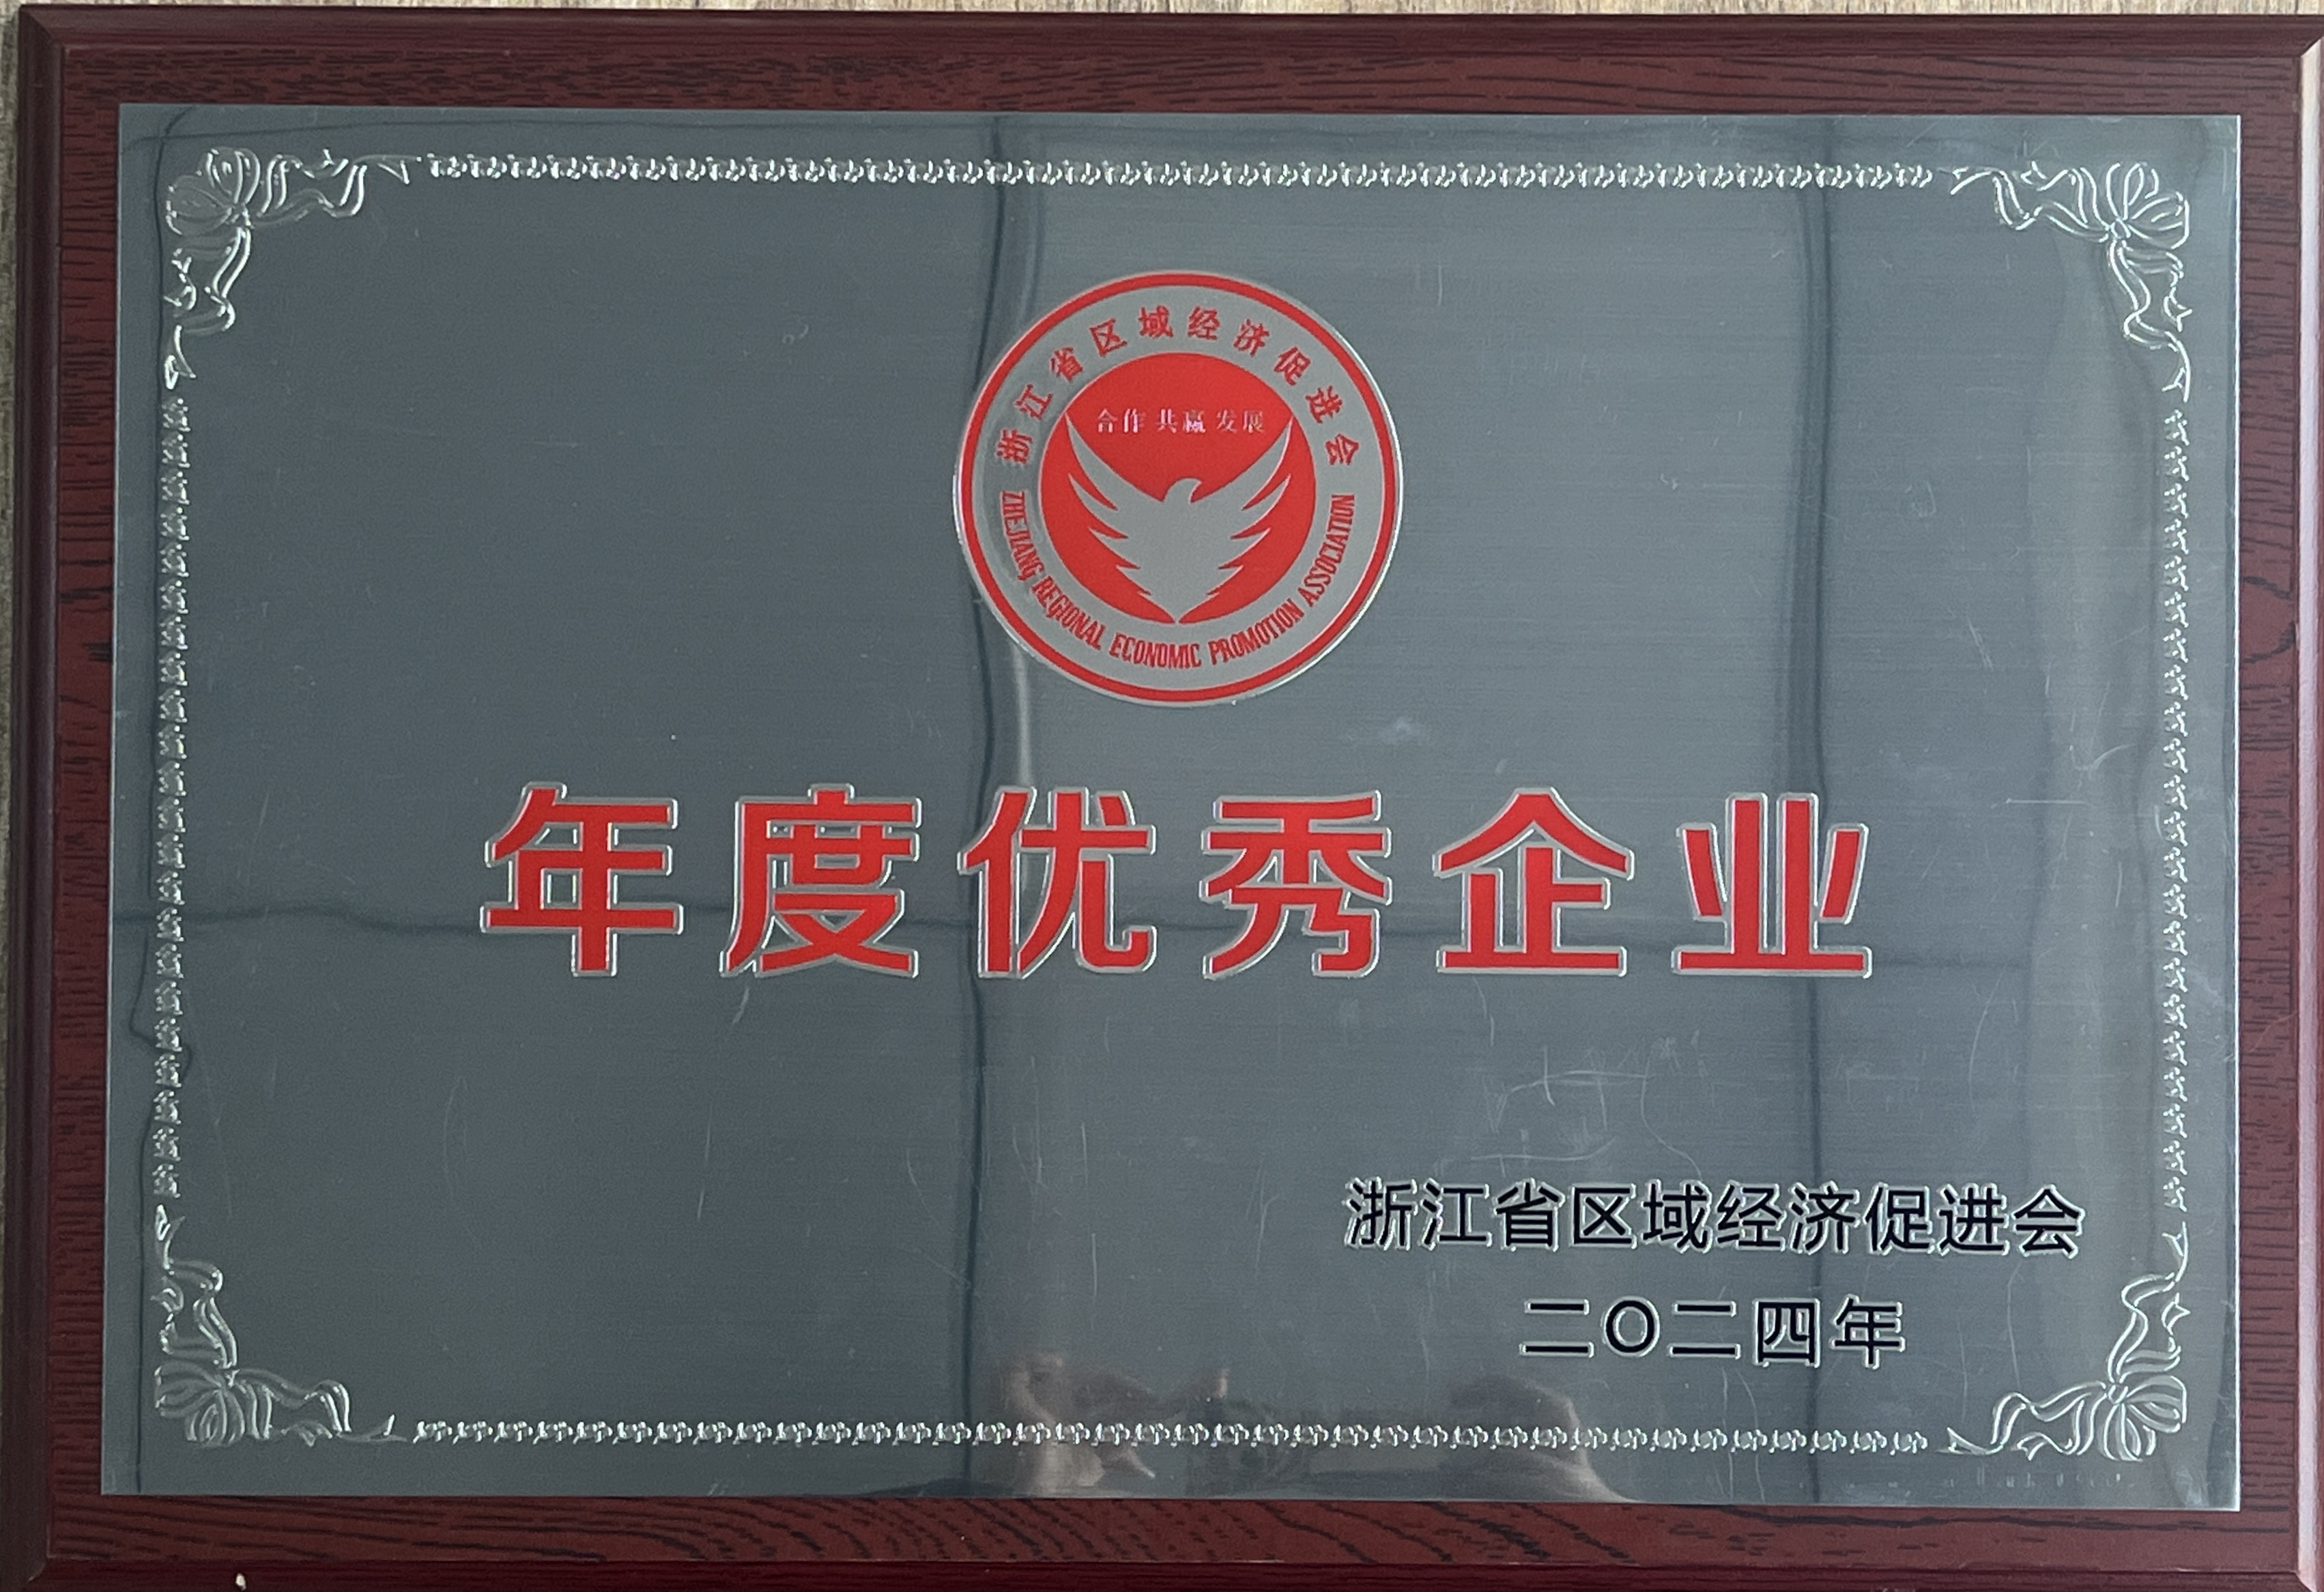 浙江省区域经济促进会
合作 共赢 发展
ZHEJIANG REGIONAL ECONOMIC PROMOTION ASSOCIATION
年度优秀企业
浙江省区域经济促进会
二〇二四年